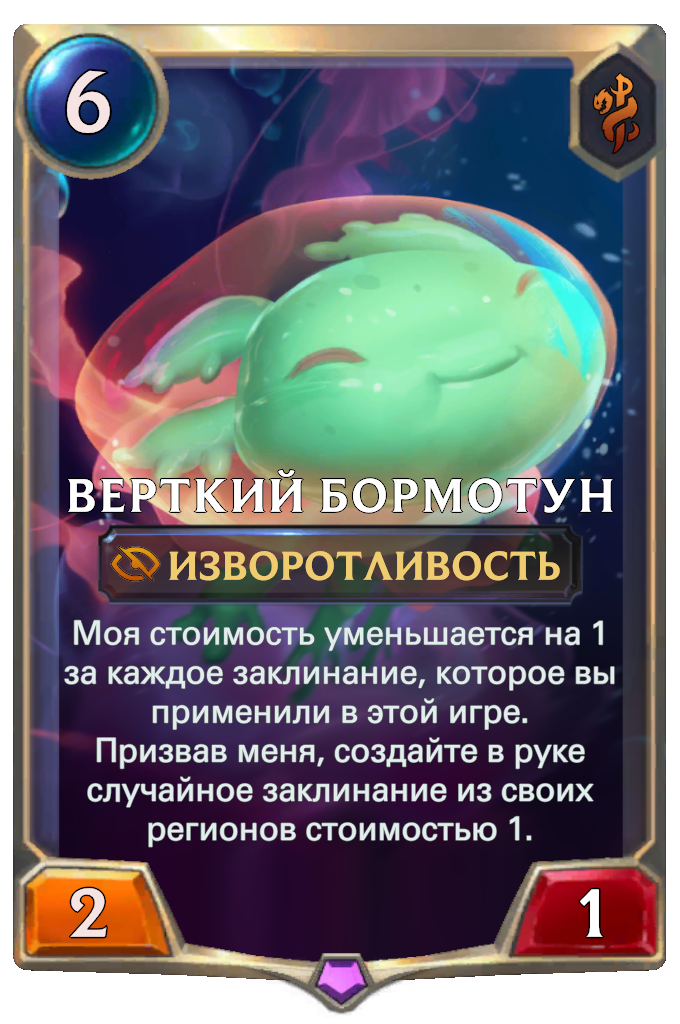 6
ВЕРТКИЙ БОРМОТУН
ИЗВОРОТЛИВОСТЬ
Моя стоимость уменьшается на 1
за каждое заклинание, которое вы
применили в этой игре.
Призвав меня, создайте в руке
случайное заклинание из своих
регионов стоимостью 1.
2
1